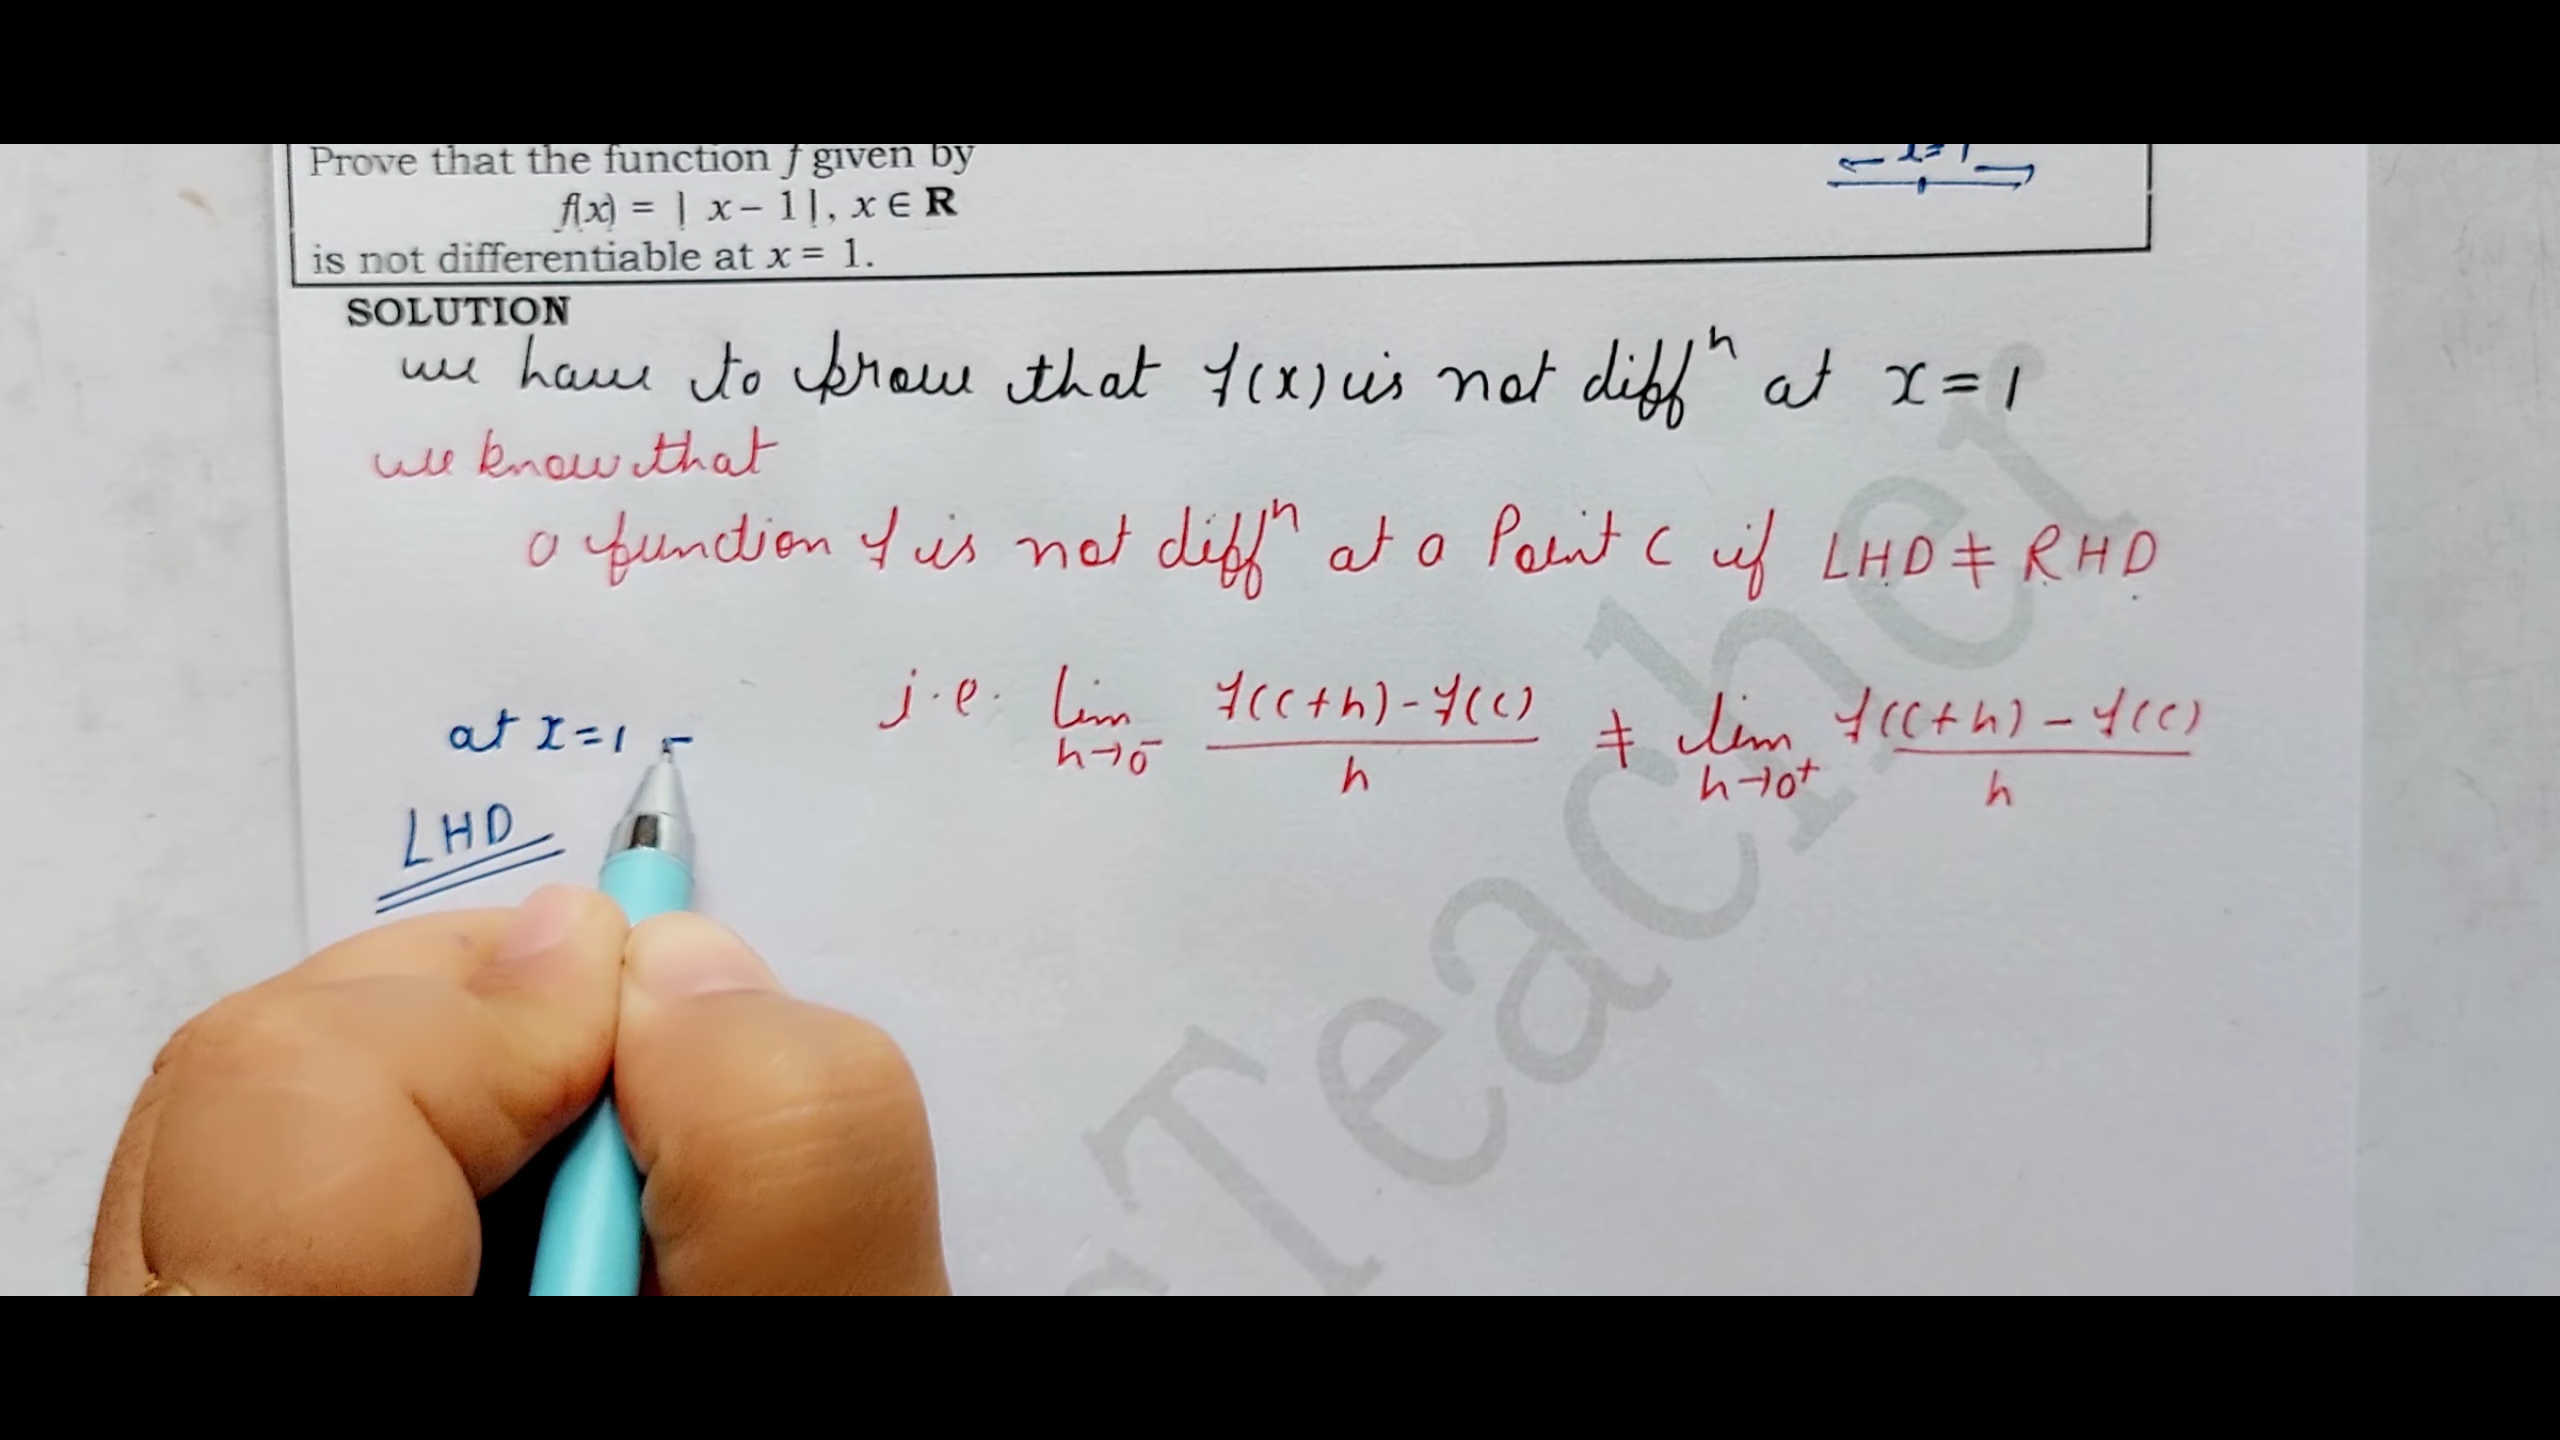 Prove that the function f given by
x=1
f(x) = | x – 1|, x ∈ R
is not differentiable at x = 1.
SOLUTION
we have to know that f(x) is not diffⁿ at x = 1
we know that
a function f is not diffⁿ at a Point C if LHD ≠ RHD
i.e. lim h→0⁻ f(c+h) - f(c) / h ≠ lim h→0⁺ f(c+h) - f(c) / h
at x=1 -
LHD
Teacher